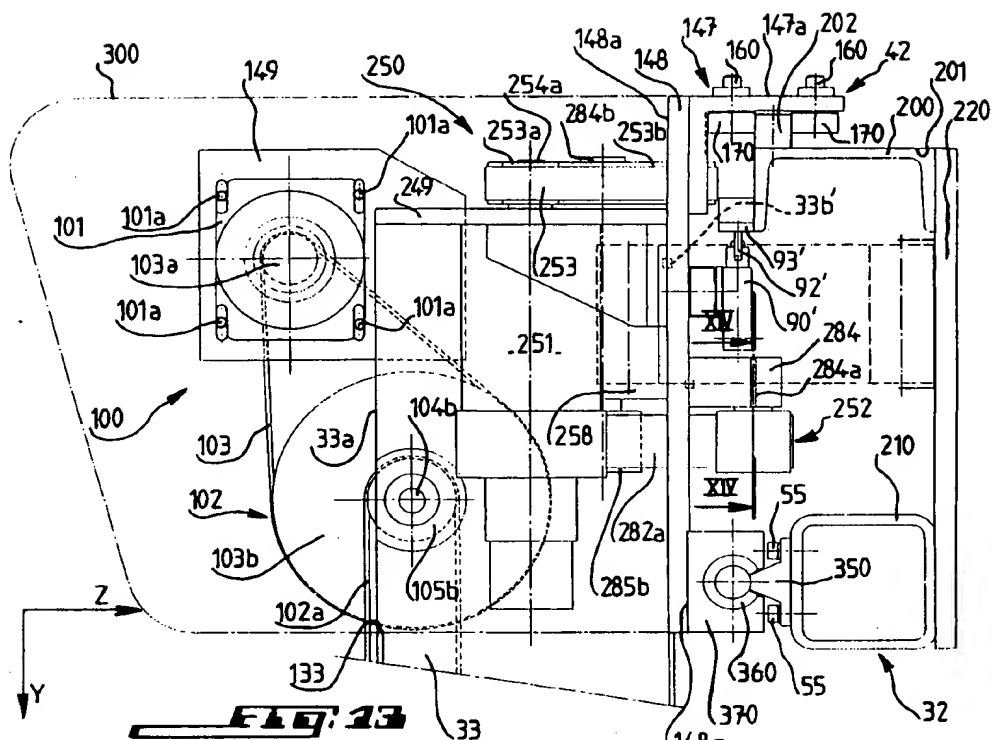 147 147a 202
148a 148 160 160 42
300 250 254a 284b 201
149 253a 253b 200 220
101a 170 170
249 33b'
101 101a
103a 253 93'
92'
101a 101a 90'
251 XIV 284
284a
100 104b 258 252
103 33a
XIV 210
102 55
282a
103b 350
105b 285b
Z 102a
360
133 370 55
Y 33 32
FIG. 13 148a